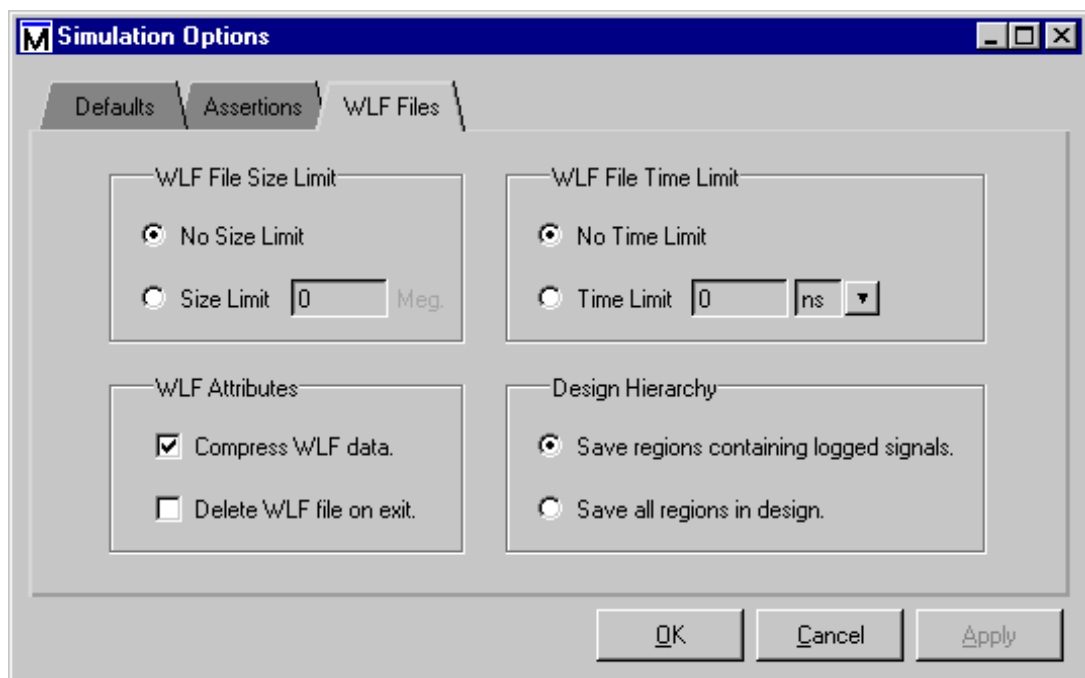 M Simulation Options
Defaults Assertions WLF Files
WLF File Size Limit
No Size Limit
Size Limit 0 Meg.
WLF File Time Limit
No Time Limit
Time Limit 0 ns
WLF Attributes
Compress WLF data.
Delete WLF file on exit.
Design Hierarchy
Save regions containing logged signals.
Save all regions in design.
OK Cancel Apply